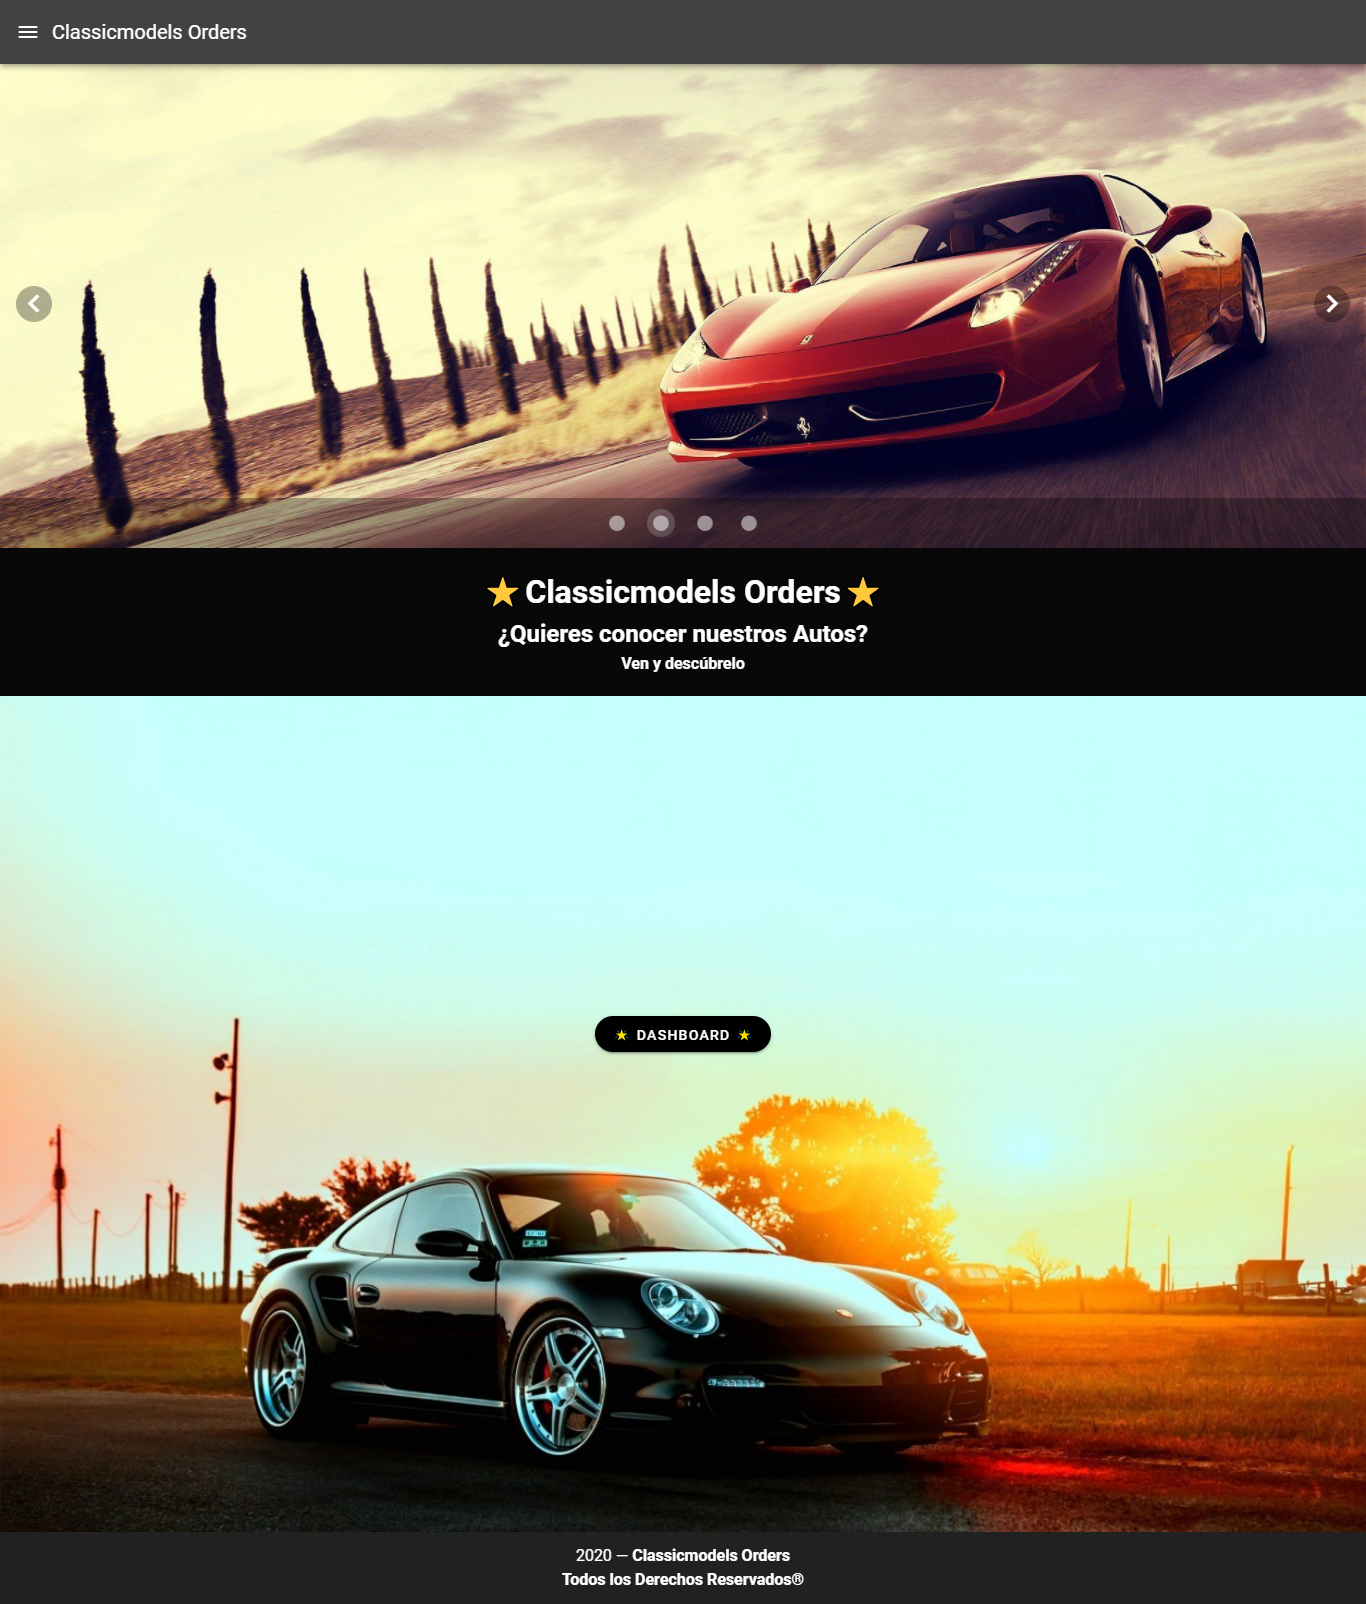 Classicmodels Orders
Classicmodels Orders
¿Quieres conocer nuestros Autos?
Ven y descúbrelo
DASHBOARD
2020 — Classicmodels Orders
Todos los Derechos Reservados®